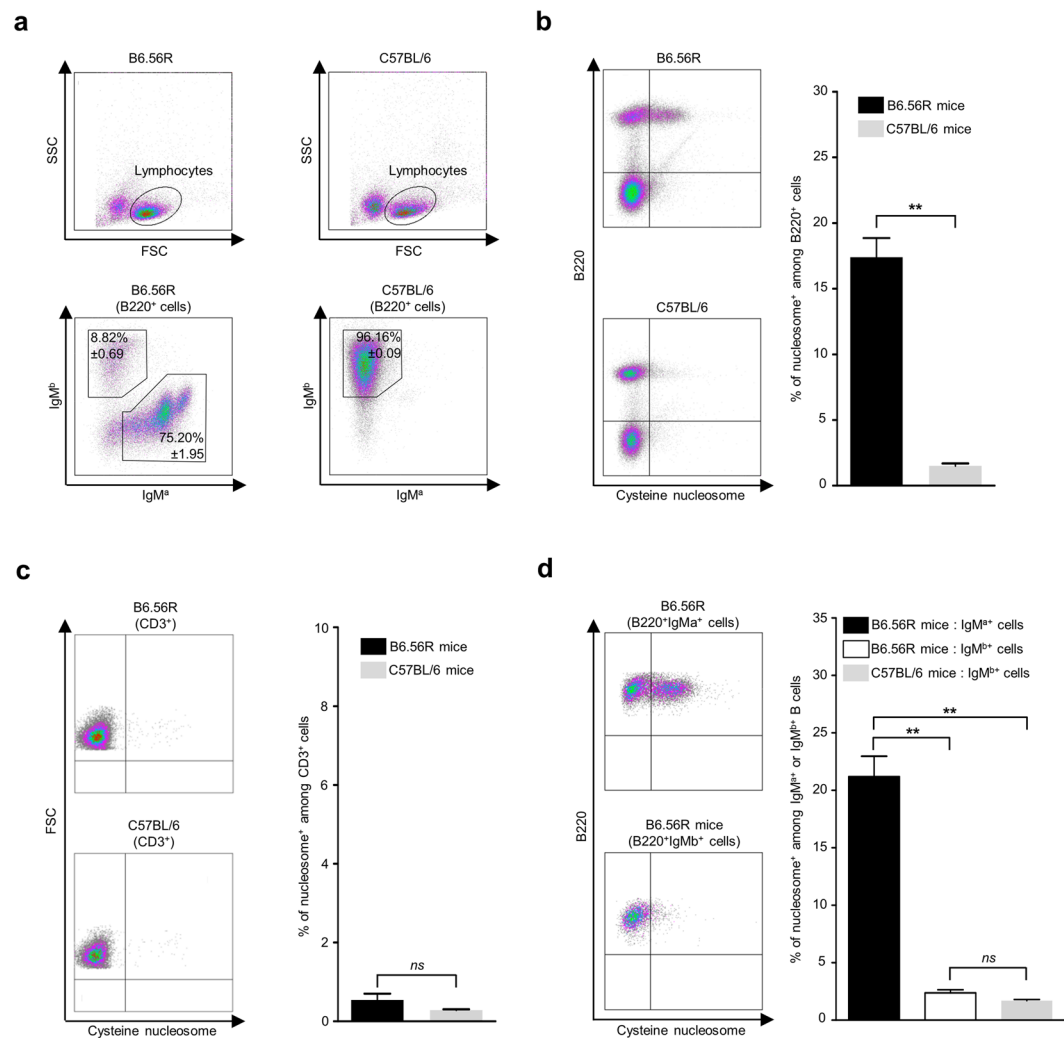 a
B6.56R
SSC
Lymphocytes
FSC
C57BL/6
SSC
Lymphocytes
FSC
B6.56R
(B220⁺ cells)
IgMᵇ
8.82%
±0.69
75.20%
±1.95
IgMᵃ
C57BL/6
(B220⁺ cells)
IgMᵇ
96.16%
±0.09
IgMᵃ
b
B6.56R
C57BL/6
B220
Cysteine nucleosome
% of nucleosome⁺ among B220⁺ cells
30
25
20
15
10
5
0
B6.56R mice
C57BL/6 mice
**
c
B6.56R
(CD3⁺)
C57BL/6
(CD3⁺)
FSC
Cysteine nucleosome
% of nucleosome⁺ among CD3⁺ cells
10
8
6
4
2
0
B6.56R mice
C57BL/6 mice
ns
d
B6.56R
(B220⁺IgMa⁺ cells)
B6.56R mice
(B220⁺IgMb⁺ cells)
B220
Cysteine nucleosome
% of nucleosome⁺ among IgMᵃ⁺ or IgMᵇ⁺ B cells
35
30
25
20
15
10
5
0
B6.56R mice : IgMᵃ⁺ cells
B6.56R mice : IgMᵇ⁺ cells
C57BL/6 mice : IgMᵇ⁺ cells
**
**
ns